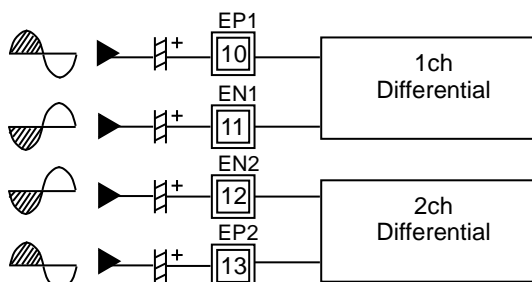 EP1
+
10
1ch
Differential
EN1
+
11
EN2
+
12
2ch
Differential
EP2
+
13